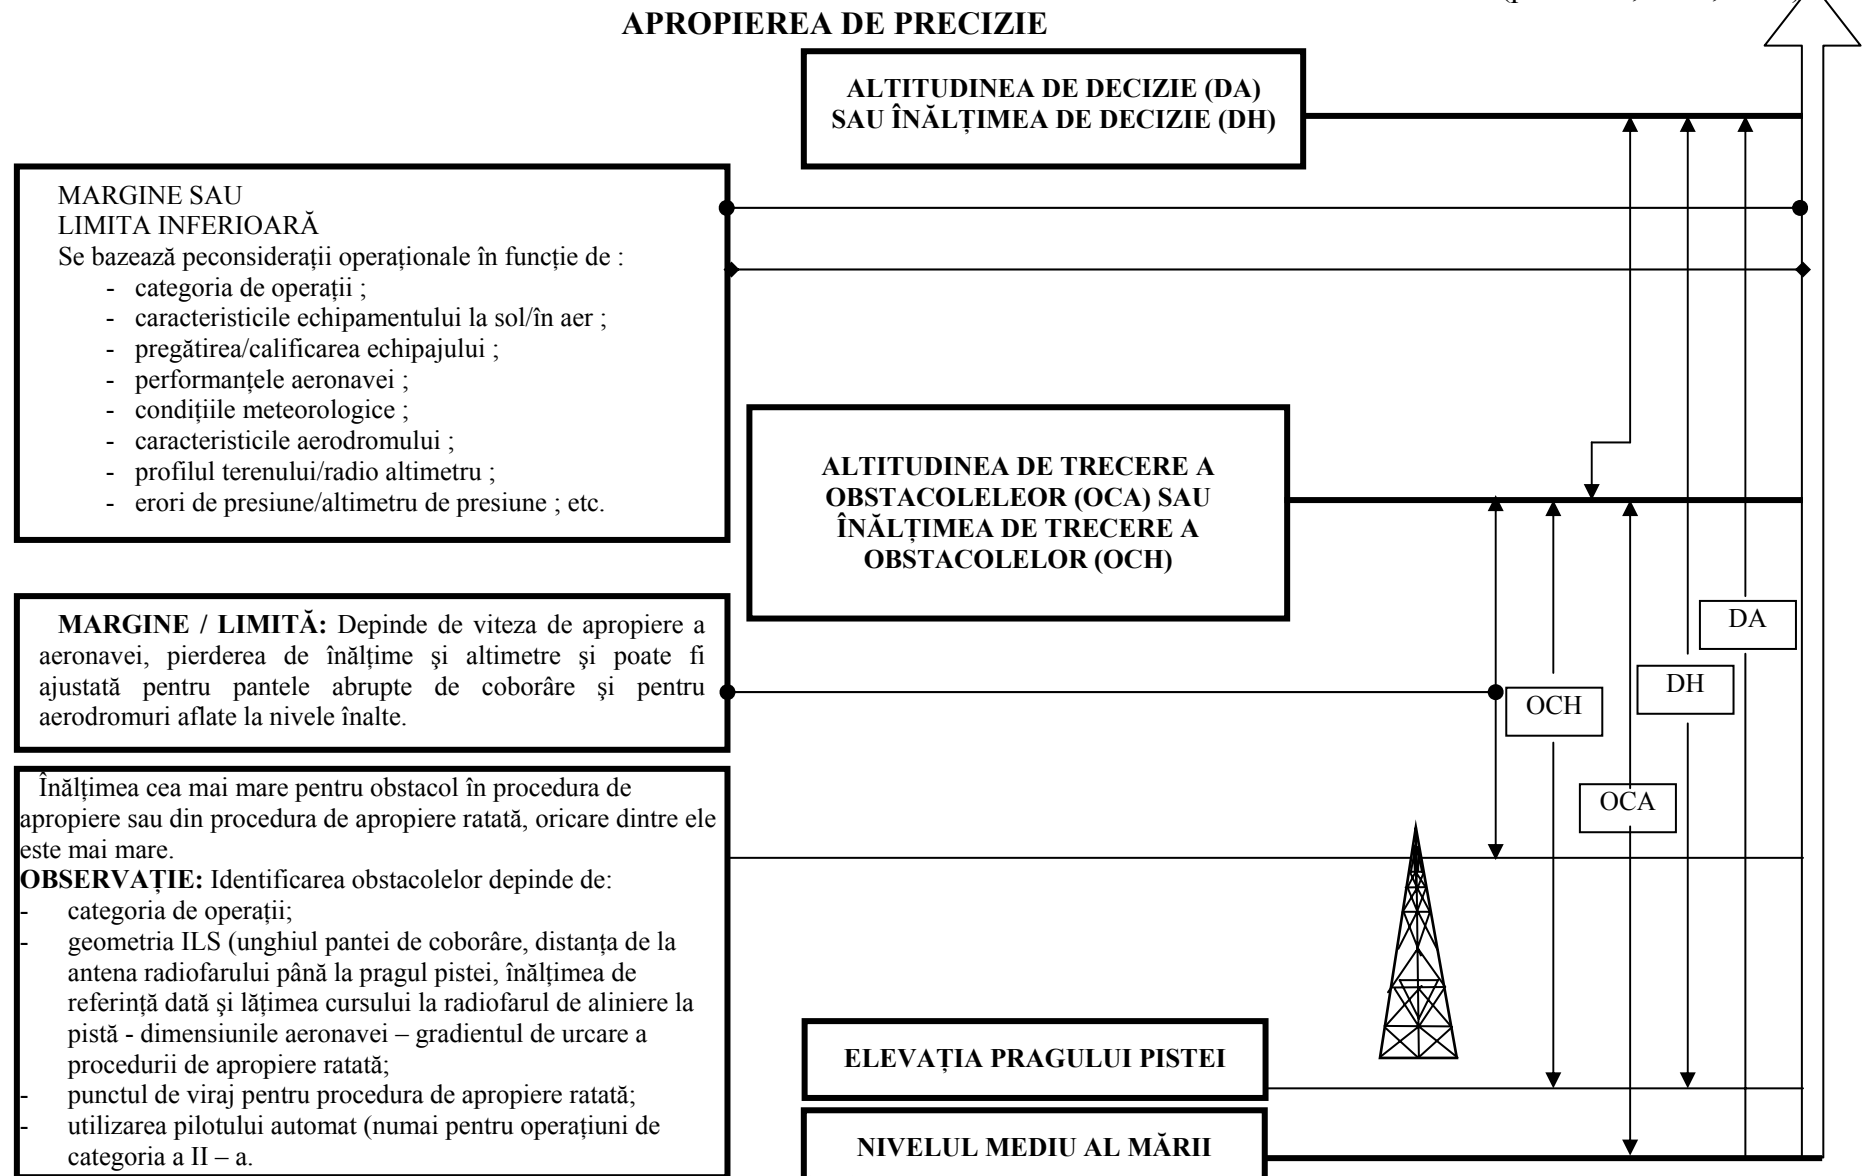 APROPIEREA DE PRECIZIE
ALTITUDINEA DE DECIZIE (DA)
SAU ÎNĂLȚIMEA DE DECIZIE (DH)
MARGINE SAU
LIMITA INFERIOARĂ
Se bazează peconsiderații operaționale în funcție de :
- categoria de operații ;
- caracteristicile echipamentului la sol/în aer ;
- pregătirea/calificarea echipajului ;
- performanțele aeronavei ;
- condițiile meteorologice ;
- caracteristicile aerodromului ;
- profilul terenului/radio altimetru ;
- erori de presiune/altimetru de presiune ; etc.
ALTITUDINEA DE TRECERE A
OBSTACOLELEOR (OCA) SAU
ÎNĂLȚIMEA DE TRECERE A
OBSTACOLELOR (OCH)
MARGINE / LIMITĂ: Depinde de viteza de apropiere a
aeronavei, pierderea de înălțime şi altimetre şi poate fi
ajustată pentru pantele abrupte de coborâre şi pentru
aerodromuri aflate la nivele înalte.
DA
DH
OCH
OCA
Înălțimea cea mai mare pentru obstacol în procedura de
apropiere sau din procedura de apropiere ratată, oricare dintre ele
este mai mare.
OBSERVAȚIE: Identificarea obstacolelor depinde de:
- categoria de operații;
- geometria ILS (unghiul pantei de coborâre, distanța de la
antena radiofarului până la pragul pistei, înălțimea de
referință dată şi lățimea cursului la radiofarul de aliniere la
pistă - dimensiunile aeronavei – gradientul de urcare a
procedurii de apropiere ratată;
- punctul de viraj pentru procedura de apropiere ratată;
- utilizarea pilotului automat (numai pentru operațiuni de
categoria a II – a.
ELEVAȚIA PRAGULUI PISTEI
NIVELUL MEDIU AL MĂRII